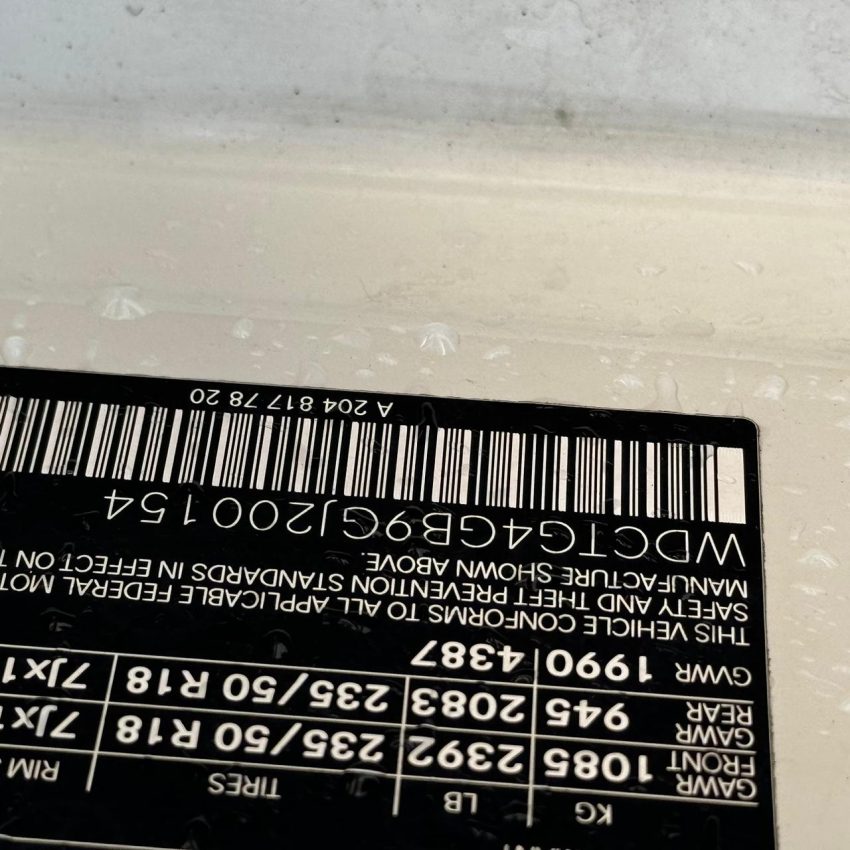 KG LB TIRES RIM
GAWR FRONT 1085 2392 235/50 R18
GAWR REAR 945 2083 235/50 R18
GVWR 1990 4387
THIS VEHICLE CONFORMS TO ALL APPLICABLE FEDERAL
SAFETY AND THEFT PREVENTION STANDARDS IN EFFECT ON
MANUFACTURE SHOWN ABOVE.
WDCTG4GB9GJ200154
A 204 817 78 20